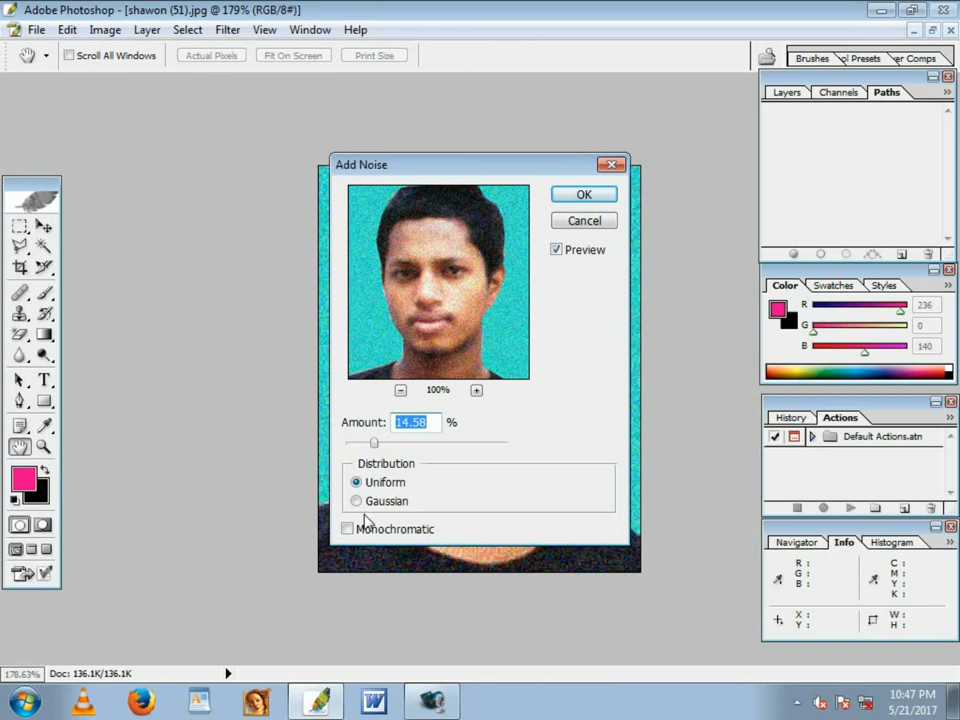 Adobe Photoshop - [shawon (51).jpg @ 179% (RGB/8#)]
File Edit Image Layer Select Filter View Window Help
Scroll All Windows Actual Pixels Fit On Screen Print Size
Brushes ol Presets er Comps
Layers Channels Paths
Add Noise
OK
Cancel
Preview
100%
Amount: 14.58 %
Distribution
Uniform
Gaussian
Monochromatic
Color Swatches Styles
R 236
G 0
B 140
History Actions
Default Actions.atn
Navigator Info Histogram
R : C :
G : M :
B : Y :
K :
X : W :
Y : H :
178.63% Doc: 136.1K/136.1K
10:47 PM
5/21/2017